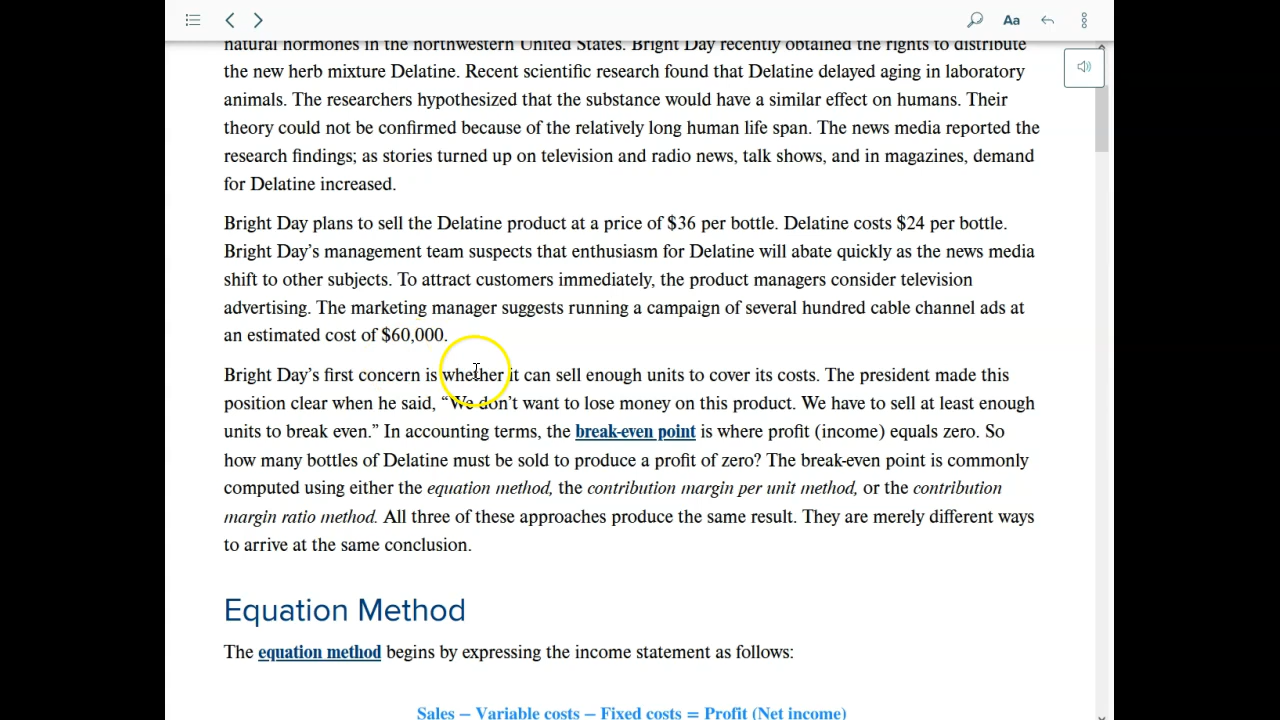 Aa
natural hormones in the northwestern United States. Bright Day recently obtained the rights to distribute
the new herb mixture Delatine. Recent scientific research found that Delatine delayed aging in laboratory
animals. The researchers hypothesized that the substance would have a similar effect on humans. Their
theory could not be confirmed because of the relatively long human life span. The news media reported the
research findings; as stories turned up on television and radio news, talk shows, and in magazines, demand
for Delatine increased.
Bright Day plans to sell the Delatine product at a price of $36 per bottle. Delatine costs $24 per bottle.
Bright Day’s management team suspects that enthusiasm for Delatine will abate quickly as the news media
shift to other subjects. To attract customers immediately, the product managers consider television
advertising. The marketing manager suggests running a campaign of several hundred cable channel ads at
an estimated cost of $60,000.
Bright Day’s first concern is whether it can sell enough units to cover its costs. The president made this
position clear when he said, “We don’t want to lose money on this product. We have to sell at least enough
units to break even.” In accounting terms, the break-even point is where profit (income) equals zero. So
how many bottles of Delatine must be sold to produce a profit of zero? The break-even point is commonly
computed using either the equation method, the contribution margin per unit method, or the contribution
margin ratio method. All three of these approaches produce the same result. They are merely different ways
to arrive at the same conclusion.
Equation Method
The equation method begins by expressing the income statement as follows:
Sales – Variable costs – Fixed costs = Profit (Net income)